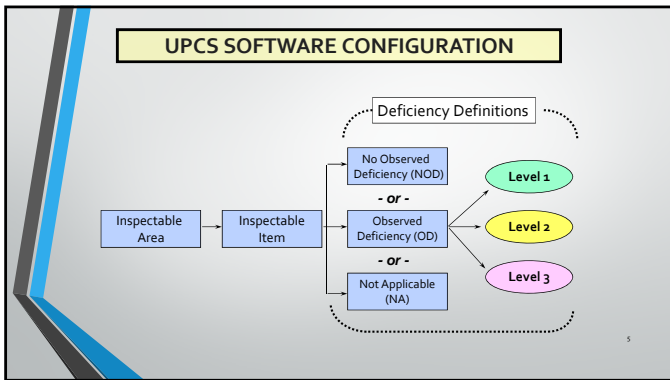 UPCS SOFTWARE CONFIGURATION
Deficiency Definitions
No Observed
Deficiency (NOD)
- or -
Inspectable
Area
Inspectable
Item
Observed
Deficiency (OD)
- or -
Not Applicable
(NA)
Level 1
Level 2
Level 3
5